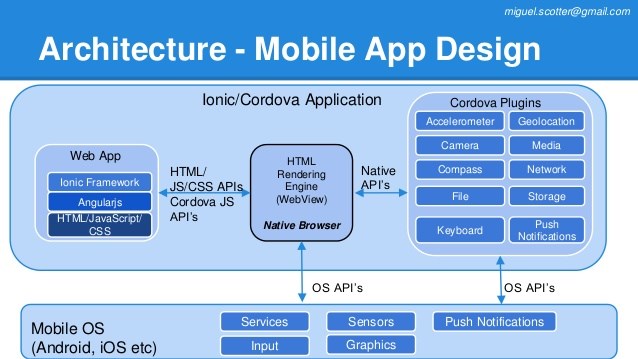 miguel.scotter@gmail.com
Architecture - Mobile App Design
Ionic/Cordova Application
Web App
Ionic Framework
Angularjs
HTML/JavaScript/
CSS
HTML/
JS/CSS APIs
Cordova JS
API's
HTML
Rendering
Engine
(WebView)
Native Browser
Native
API's
Cordova Plugins
Accelerometer
Geolocation
Camera
Media
Compass
Network
File
Storage
Keyboard
Push
Notifications
OS API's
OS API's
Mobile OS
(Android, iOS etc)
Services
Sensors
Push Notifications
Input
Graphics